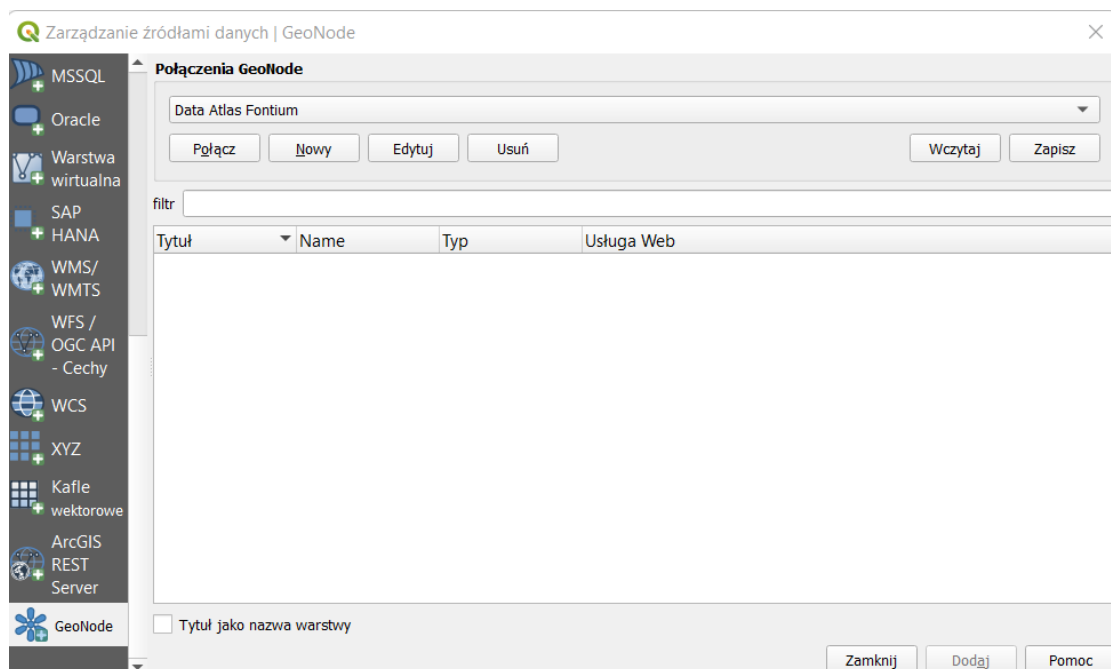 Zarządzanie źródłami danych | GeoNode
MSSQL
Oracle
Warstwa
wirtualna
SAP
HANA
WMS/
WMTS
WFS /
OGC API
- Cechy
WCS
XYZ
Kafle
wektorowe
ArcGIS
REST
Server
GeoNode
Połączenia GeoNode
Data Atlas Fontium
Połącz Nowy Edytuj Usuń Wczytaj Zapisz
filtr
Tytuł Name Typ Usługa Web
Tytuł jako nazwa warstwy
Zamknij Dodaj Pomoc